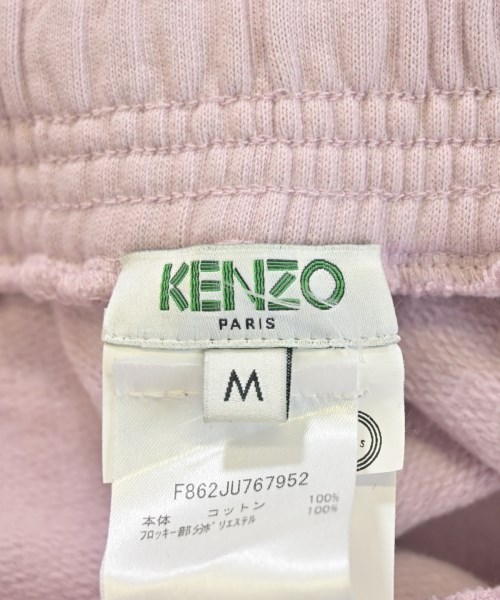 KENZO
PARIS
M
F862JU767952
本体 コットン 100%
フロッキー部分ﾎﾟﾘエステル 100%